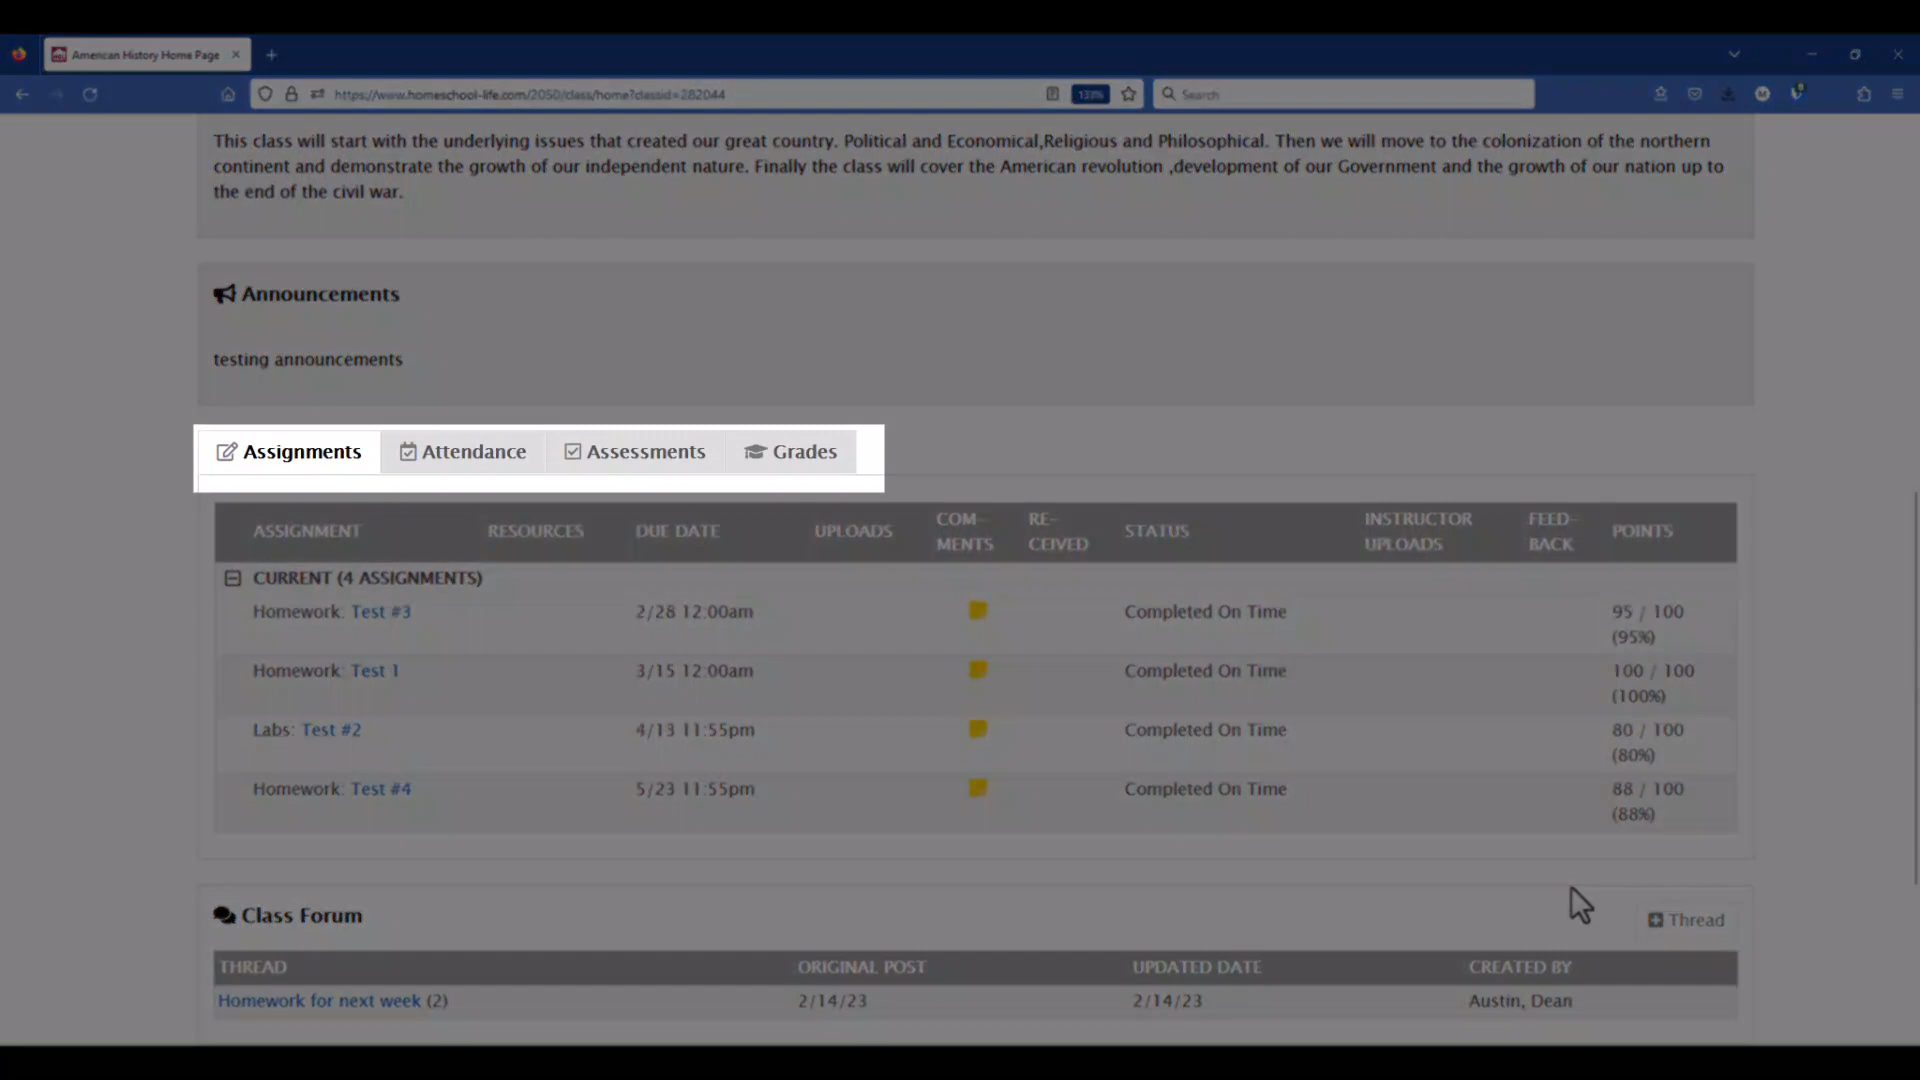 American History Home Page
https://www.homeschool-life.com/2050/class/home?classid=282044
133%
Search
This class will start with the underlying issues that created our great country. Political and Economical,Religious and Philosophical. Then we will move to the colonization of the northern
continent and demonstrate the growth of our independent nature. Finally the class will cover the American revolution ,development of our Government and the growth of our nation up to
the end of the civil war.
Announcements
testing announcements
Assignments Attendance Assessments Grades
ASSIGNMENT RESOURCES DUE DATE UPLOADS COM- RE- STATUS INSTRUCTOR FEED- POINTS
MENTS CEIVED UPLOADS BACK
CURRENT (4 ASSIGNMENTS)
Homework: Test #3 2/28 12:00am Completed On Time 95 / 100
(95%)
Homework: Test 1 3/15 12:00am Completed On Time 100 / 100
(100%)
Labs: Test #2 4/13 11:55pm Completed On Time 80 / 100
(80%)
Homework: Test #4 5/23 11:55pm Completed On Time 88 / 100
(88%)
Class Forum
Thread
THREAD ORIGINAL POST UPDATED DATE CREATED BY
Homework for next week (2) 2/14/23 2/14/23 Austin, Dean